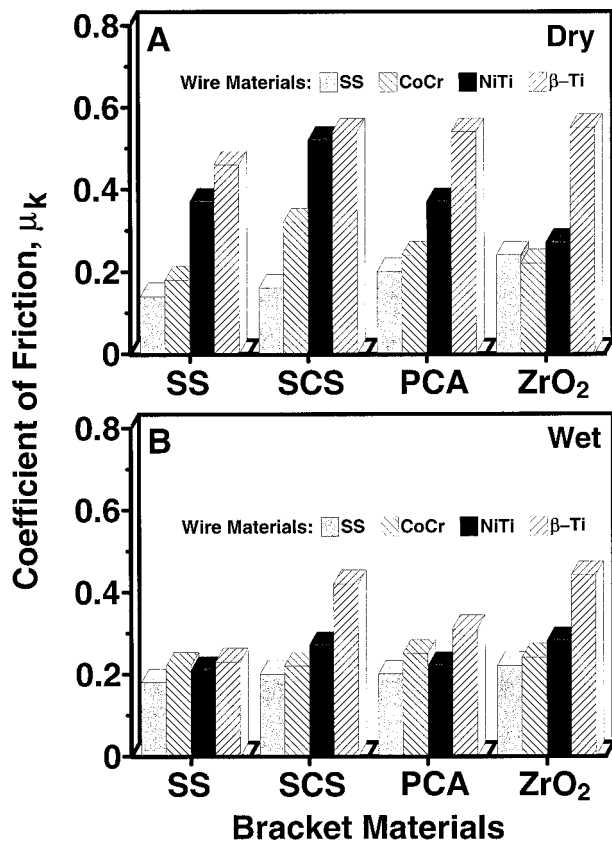 0.8 A Dry
Wire Materials: SS CoCr NiTi β–Ti
0.6
0.4
0.2
0
SS SCS PCA ZrO₂
Coefficient of Friction, μk
0.8 B Wet
Wire Materials: SS CoCr NiTi β–Ti
0.6
0.4
0.2
0
SS SCS PCA ZrO₂
Bracket Materials